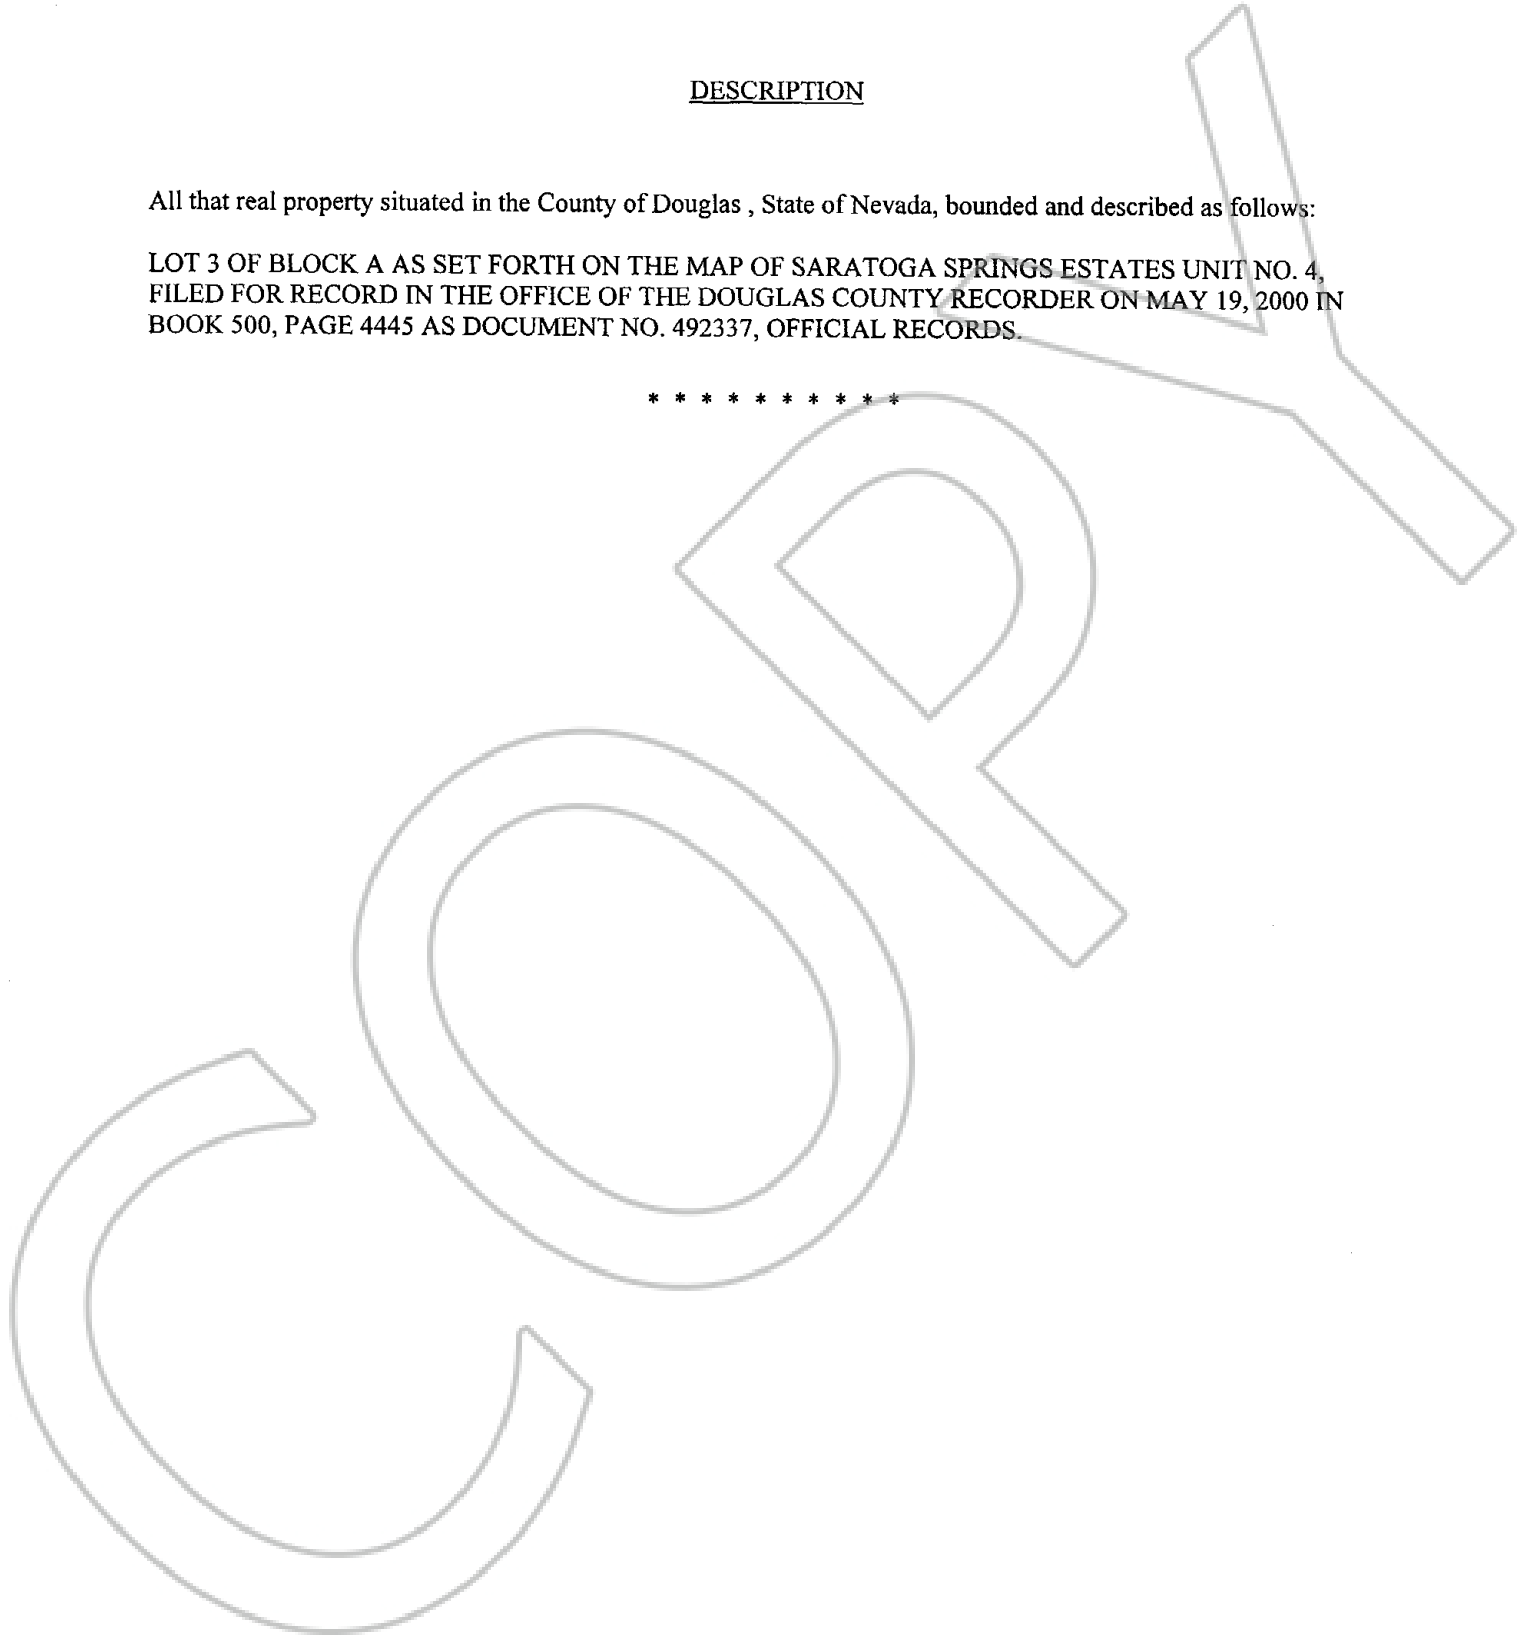 DESCRIPTION
All that real property situated in the County of Douglas , State of Nevada, bounded and described as follows:
LOT 3 OF BLOCK A AS SET FORTH ON THE MAP OF SARATOGA SPRINGS ESTATES UNIT NO. 4,
FILED FOR RECORD IN THE OFFICE OF THE DOUGLAS COUNTY RECORDER ON MAY 19, 2000 IN
BOOK 500, PAGE 4445 AS DOCUMENT NO. 492337, OFFICIAL RECORDS.
* * * * * * * * * *
COPY